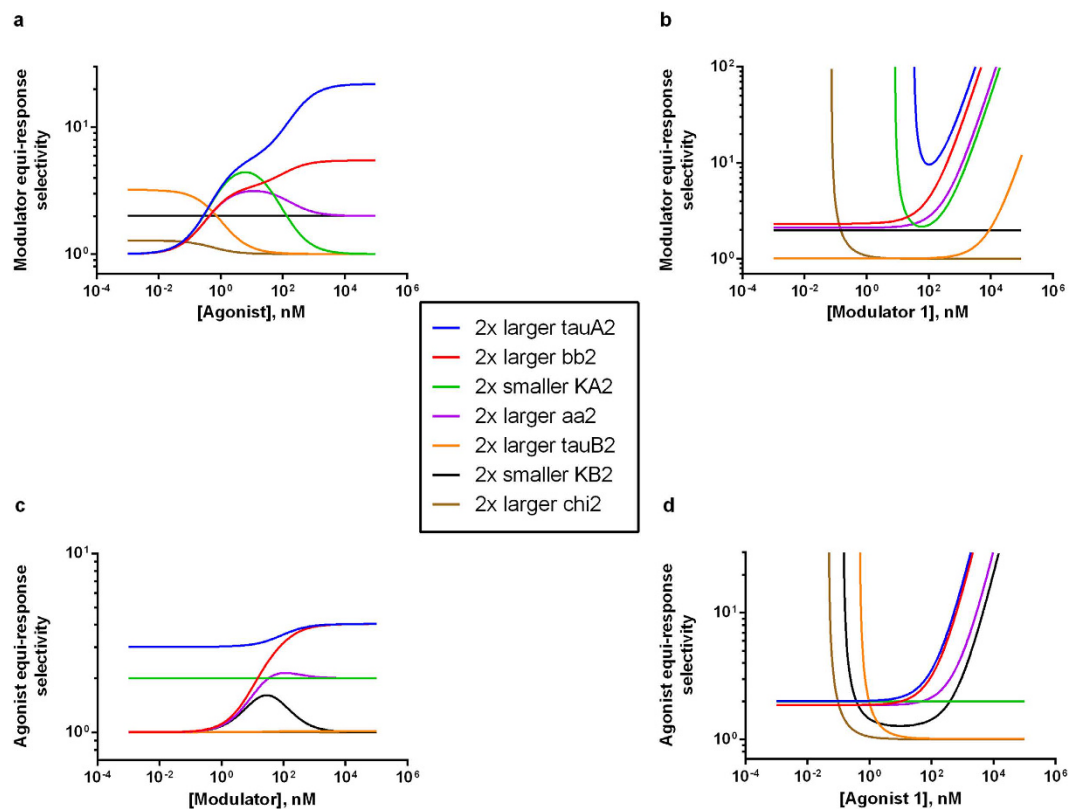 a
Modulator equi-response
selectivity
10¹
10⁰
10⁻⁴ 10⁻² 10⁰ 10² 10⁴ 10⁶
[Agonist], nM
b
Modulator equi-response
selectivity
10²
10¹
10⁰
10⁻⁴ 10⁻² 10⁰ 10² 10⁴ 10⁶
[Modulator 1], nM
2x larger tauA2
2x larger bb2
2x smaller KA2
2x larger aa2
2x larger tauB2
2x smaller KB2
2x larger chi2
c
Agonist equi-response
selectivity
10¹
10⁰
10⁻⁴ 10⁻² 10⁰ 10² 10⁴ 10⁶
[Modulator], nM
d
Agonist equi-response
selectivity
10¹
10⁰
10⁻⁴ 10⁻² 10⁰ 10² 10⁴ 10⁶
[Agonist 1], nM